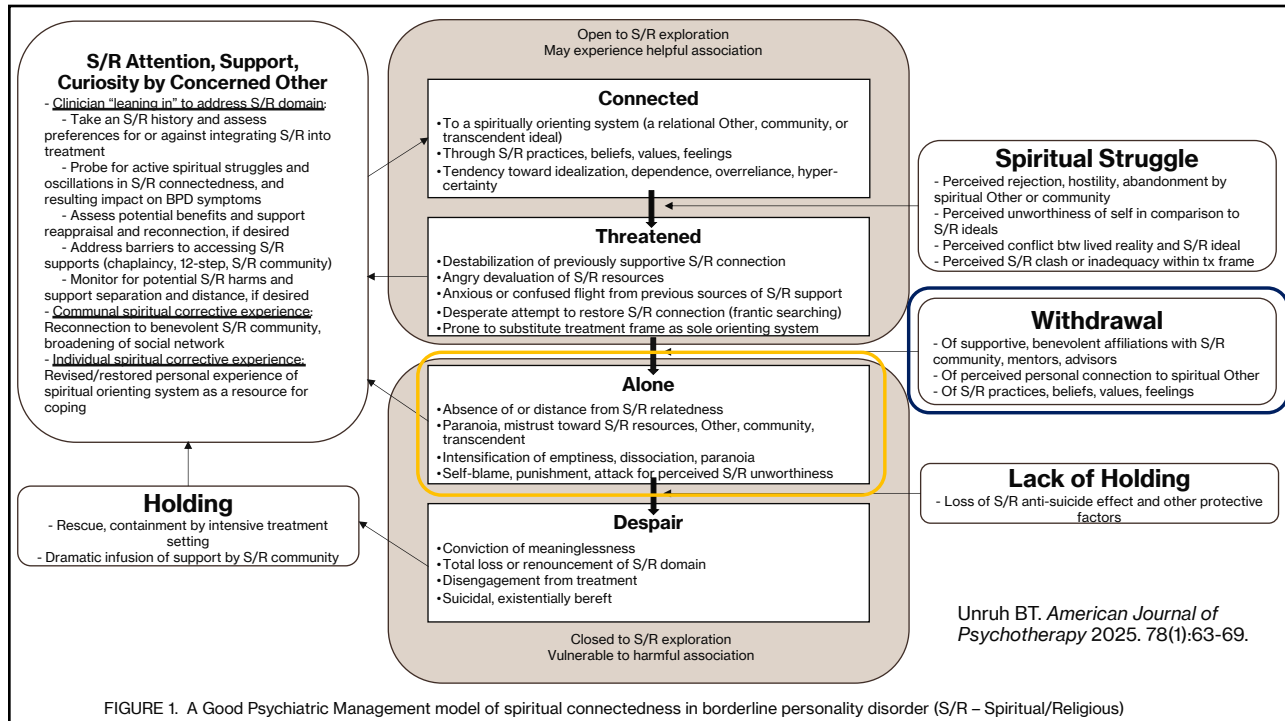 S/R Attention, Support,
Curiosity by Concerned Other
- Clinician “leaning in” to address S/R domain:
- Take an S/R history and assess
preferences for or against integrating S/R into
treatment
- Probe for active spiritual struggles and
oscillations in S/R connectedness, and
resulting impact on BPD symptoms
- Assess potential benefits and support
reappraisal and reconnection, if desired
- Address barriers to accessing S/R
supports (chaplaincy, 12-step, S/R community)
- Monitor for potential S/R harms and
support separation and distance, if desired
- Communal spiritual corrective experience:
Reconnection to benevolent S/R community,
broadening of social network
- Individual spiritual corrective experience:
Revised/restored personal experience of
spiritual orienting system as a resource for
coping
Holding
- Rescue, containment by intensive treatment
setting
- Dramatic infusion of support by S/R community
Open to S/R exploration
May experience helpful association
Connected
•To a spiritually orienting system (a relational Other, community, or
transcendent ideal)
•Through S/R practices, beliefs, values, feelings
•Tendency toward idealization, dependence, overreliance, hyper-
certainty
Threatened
•Destabilization of previously supportive S/R connection
•Angry devaluation of S/R resources
•Anxious or confused flight from previous sources of S/R support
•Desperate attempt to restore S/R connection (frantic searching)
•Prone to substitute treatment frame as sole orienting system
Alone
•Absence of or distance from S/R relatedness
•Paranoia, mistrust toward S/R resources, Other, community,
transcendent
•Intensification of emptiness, dissociation, paranoia
•Self-blame, punishment, attack for perceived S/R unworthiness
Despair
•Conviction of meaninglessness
•Total loss or renouncement of S/R domain
•Disengagement from treatment
•Suicidal, existentially bereft
Closed to S/R exploration
Vulnerable to harmful association
Spiritual Struggle
- Perceived rejection, hostility, abandonment by
spiritual Other or community
- Perceived unworthiness of self in comparison to
S/R ideals
- Perceived conflict btw lived reality and S/R ideal
- Perceived S/R clash or inadequacy within tx frame
Withdrawal
- Of supportive, benevolent affiliations with S/R
community, mentors, advisors
- Of perceived personal connection to spiritual Other
- Of S/R practices, beliefs, values, feelings
Lack of Holding
- Loss of S/R anti-suicide effect and other protective
factors
Unruh BT. American Journal of
Psychotherapy 2025. 78(1):63-69.
FIGURE 1. A Good Psychiatric Management model of spiritual connectedness in borderline personality disorder (S/R – Spiritual/Religious)